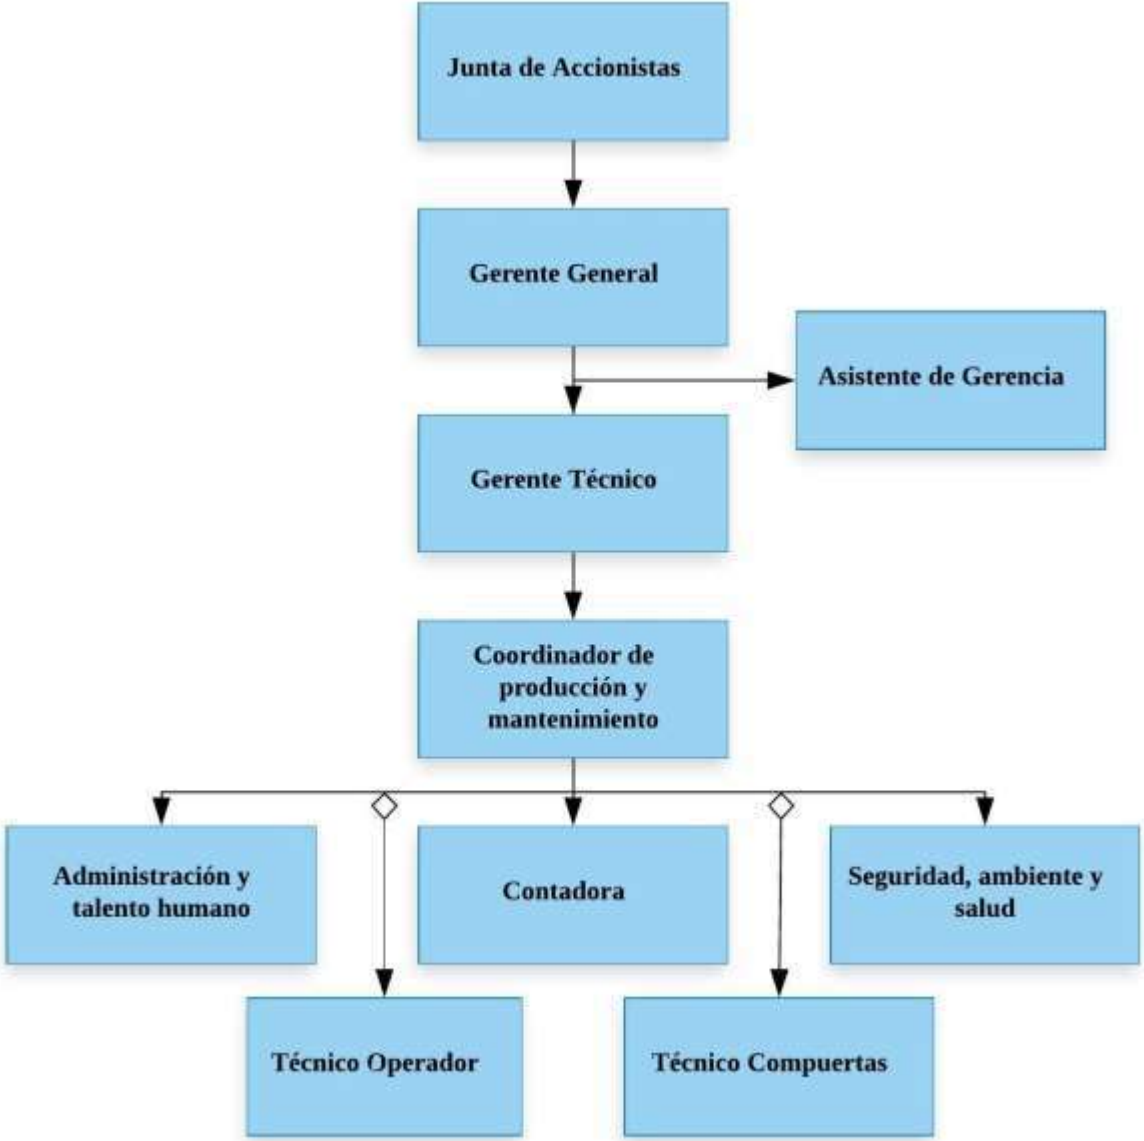 Junta de Accionistas
Gerente General
Asistente de Gerencia
Gerente Técnico
Coordinador de
producción y
mantenimiento
Administración y
talento humano
Contadora
Seguridad, ambiente y
salud
Técnico Operador
Técnico Compuertas